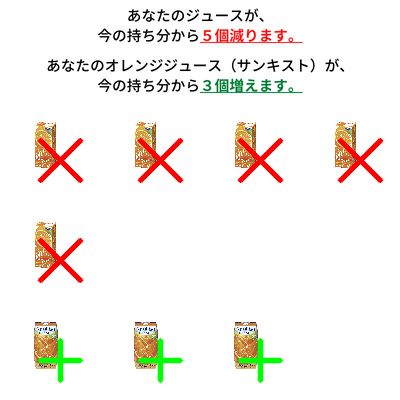 あなたのジュースが、
今の持ち分から５個減ります。
あなたのオレンジジュース（サンキスト）が、
今の持ち分から３個増えます。